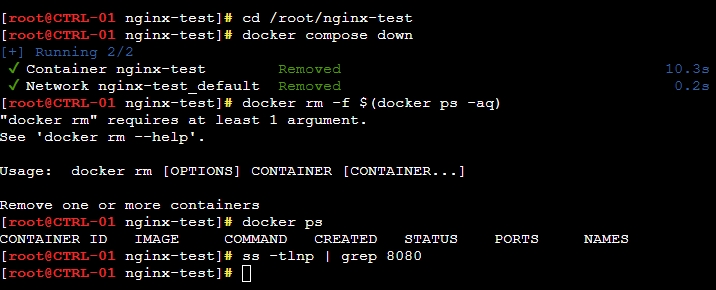 [root@CTRL-01 nginx-test]# cd /root/nginx-test
[root@CTRL-01 nginx-test]# docker compose down
[+] Running 2/2
✓ Container nginx-test Removed 10.3s
✓ Network nginx-test_default Removed 0.2s
[root@CTRL-01 nginx-test]# docker rm -f $(docker ps -aq)
"docker rm" requires at least 1 argument.
See 'docker rm --help'.
Usage: docker rm [OPTIONS] CONTAINER [CONTAINER...]
Remove one or more containers
[root@CTRL-01 nginx-test]# docker ps
CONTAINER ID IMAGE COMMAND CREATED STATUS PORTS NAMES
[root@CTRL-01 nginx-test]# ss -tlnp | grep 8080
[root@CTRL-01 nginx-test]#